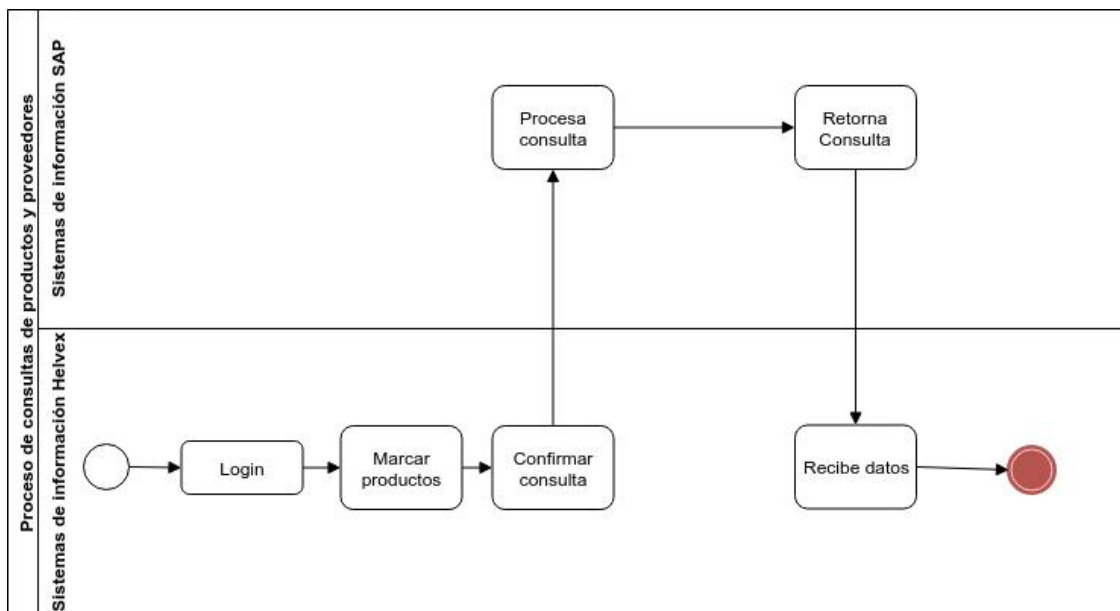 Proceso de consultas de productos y proveedores
Sistemas de información SAP
Procesa
consulta
Retorna
Consulta
Sistemas de información Helvex
Login
Marcar
productos
Confirmar
consulta
Recibe datos